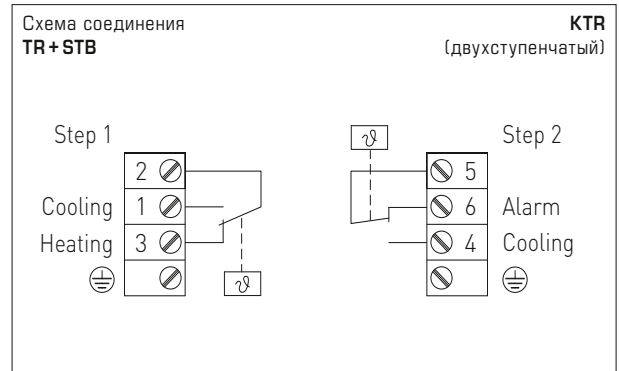 Схема соединения
TR + STB
KTR
(двухступенчатый)
Step 1
2
Cooling 1
Heating 3
ϑ
ϑ
Step 2
5
6 Alarm
4 Cooling